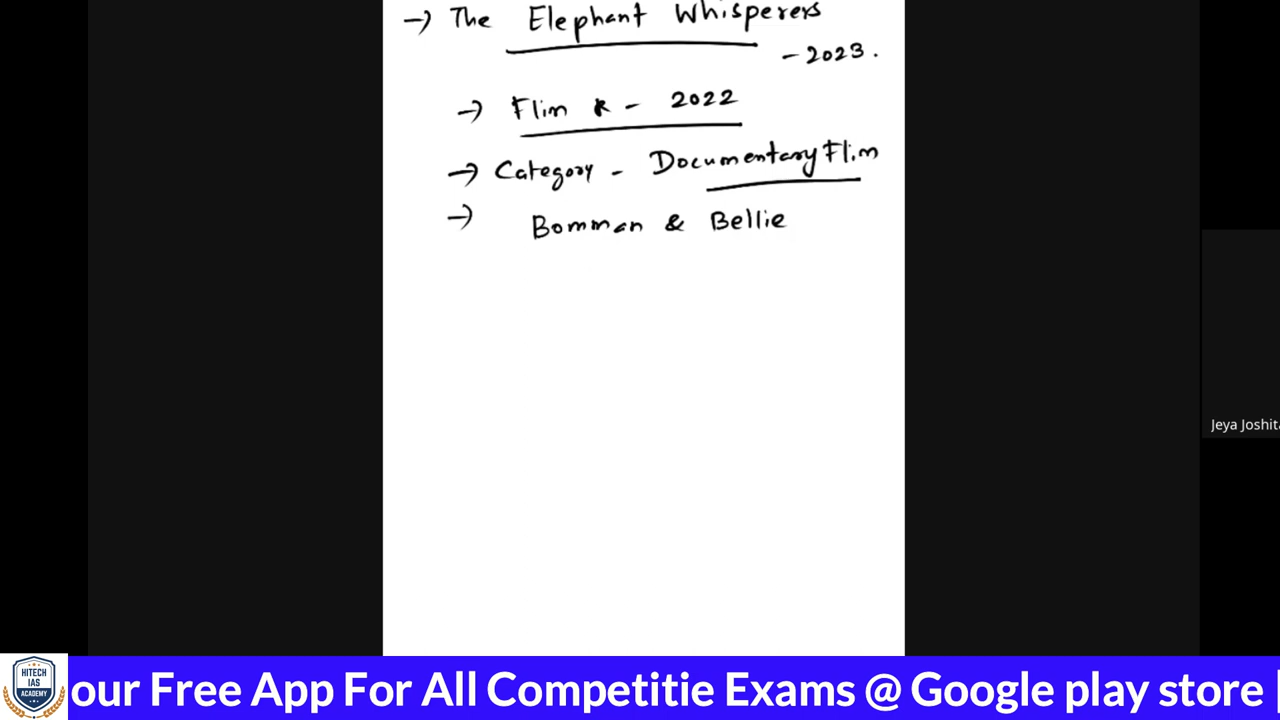 → The Elephant Whisperers
- 2023.
→ Flim - 2022
→ Category - Documentary Flim
→ Bomman & Bellie
Jeya Joshita
HITECH
IAS
ACADEMY
our Free App For All Competitie Exams @ Google play store